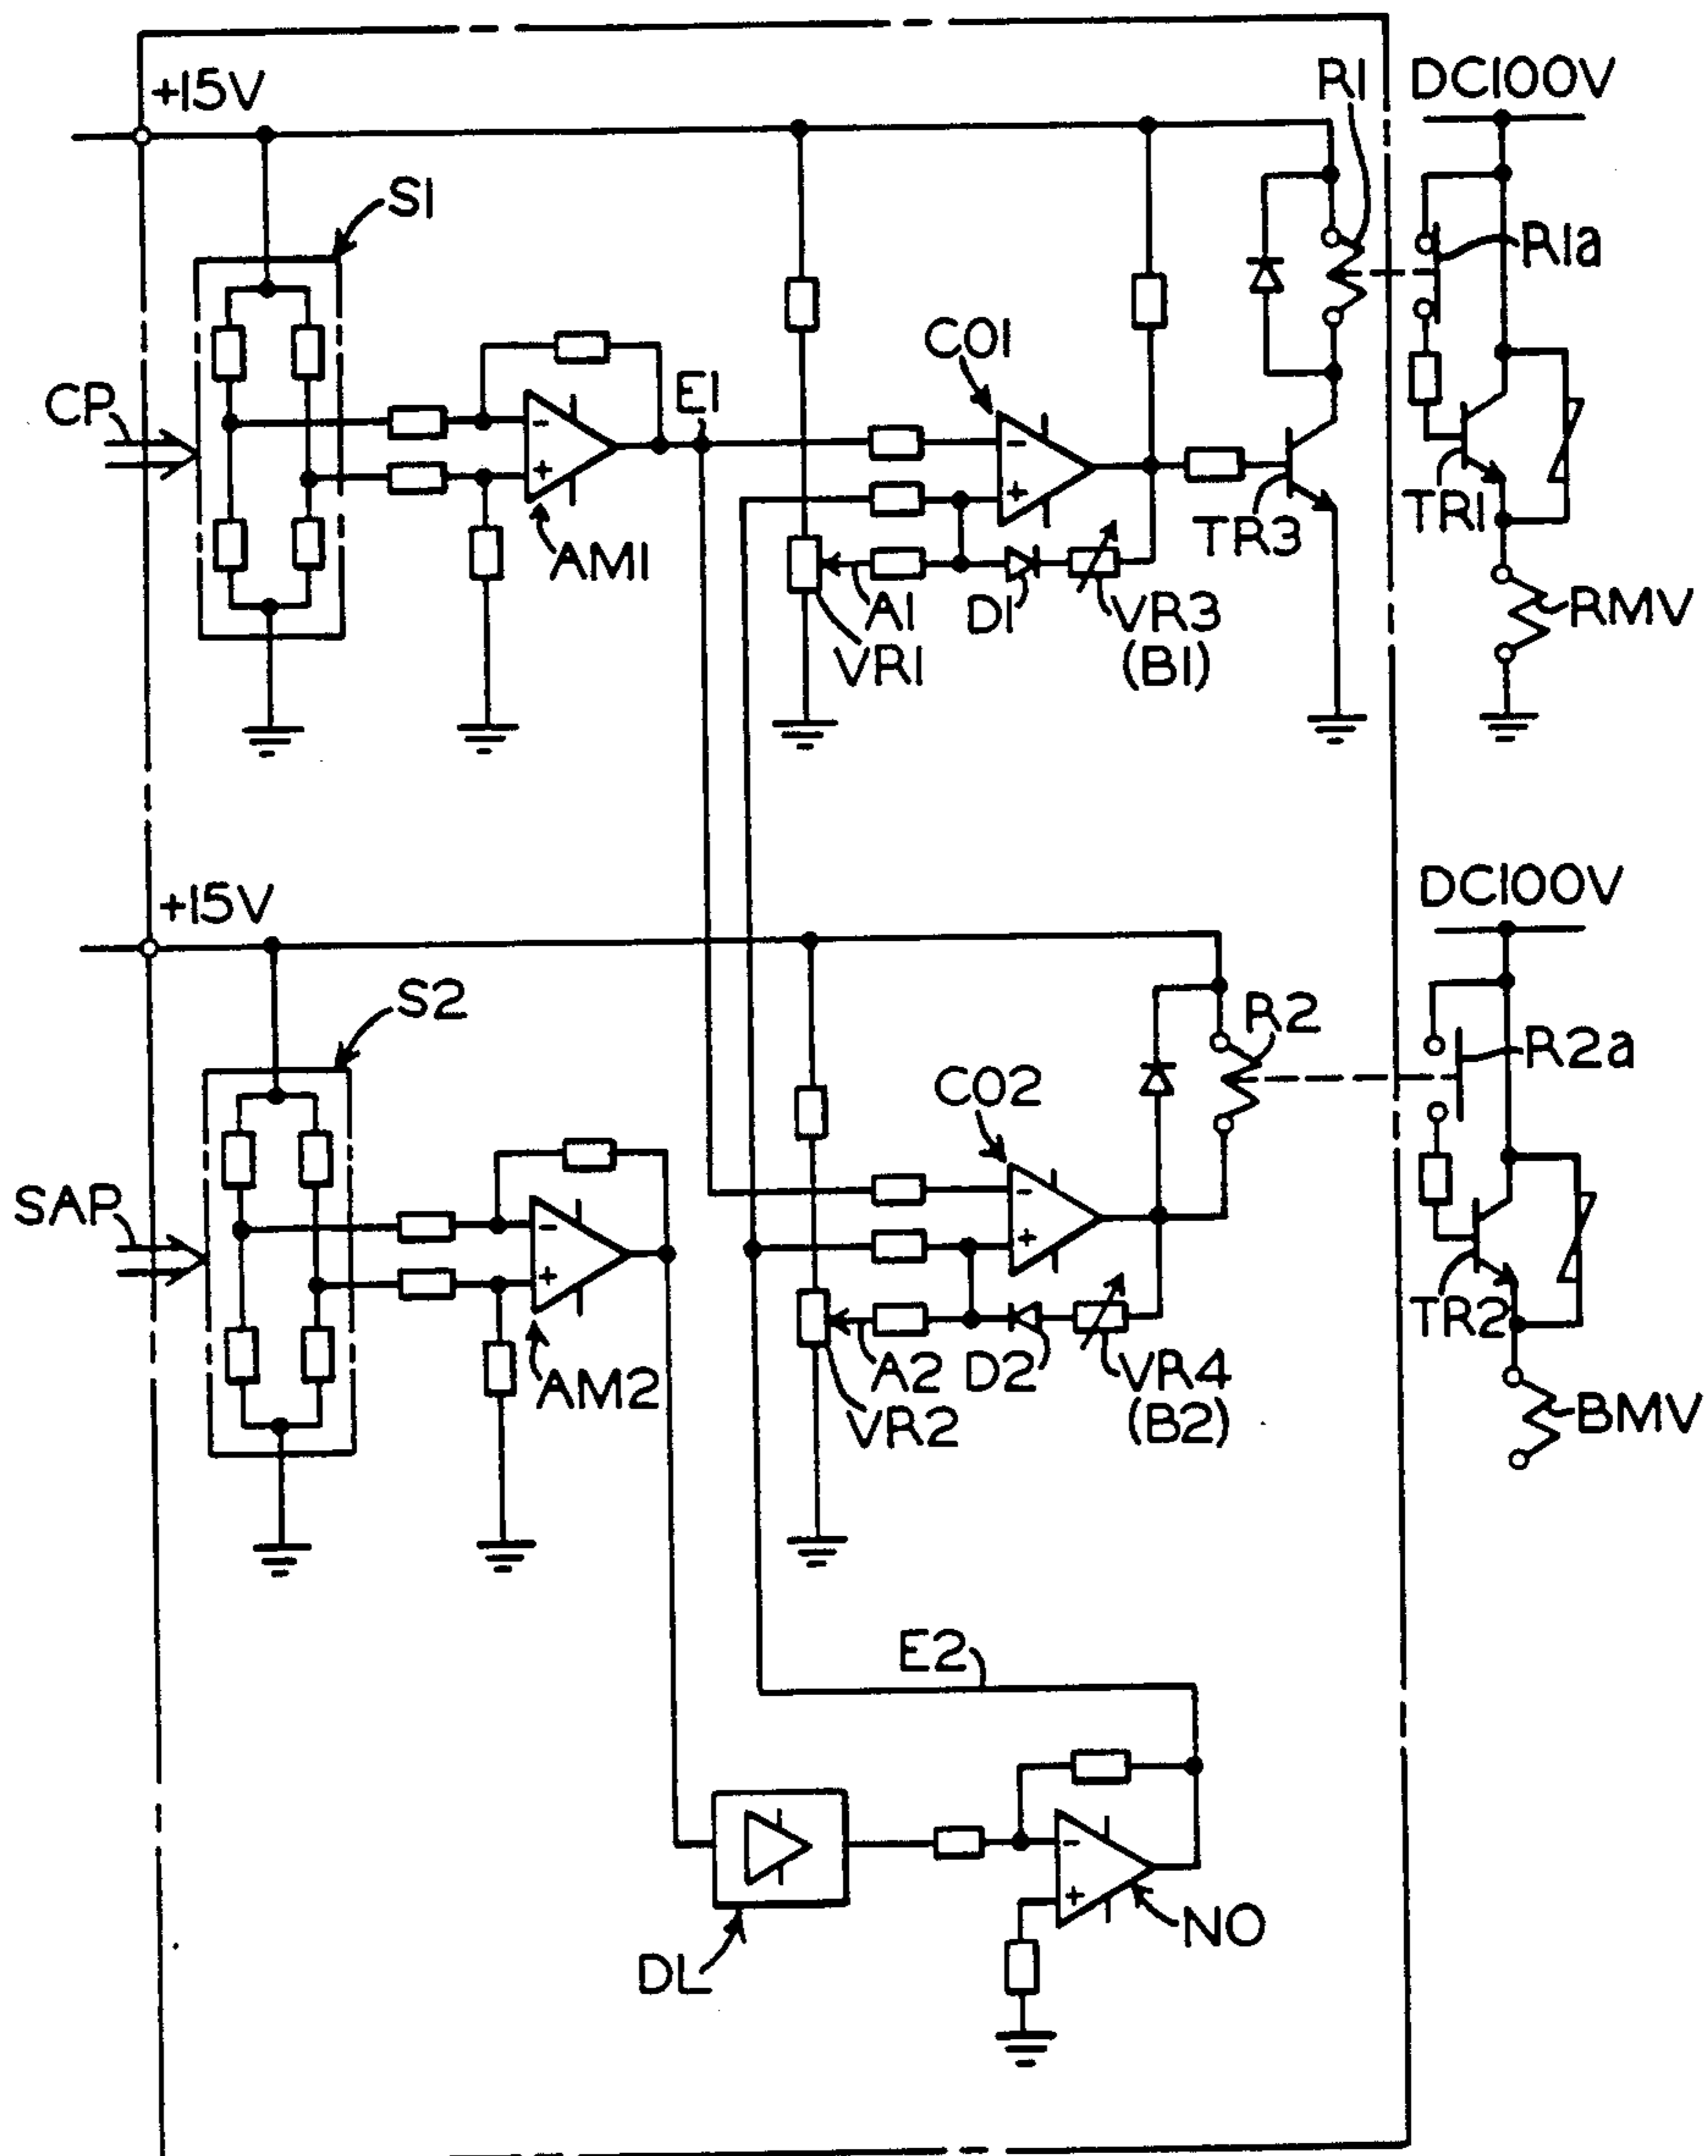 +15V
R1
DC100V
S1
R1a
CP
E1
CO1
-
+
-
+
AM1
A1
VR1
D1
VR3
(B1)
TR3
TR1
RMV
+15V
DC100V
S2
R2
R2a
CO2
SAP
-
+
-
+
AM2
A2
VR2
D2
VR4
(B2)
TR2
BMV
E2
-
+
NO
DL